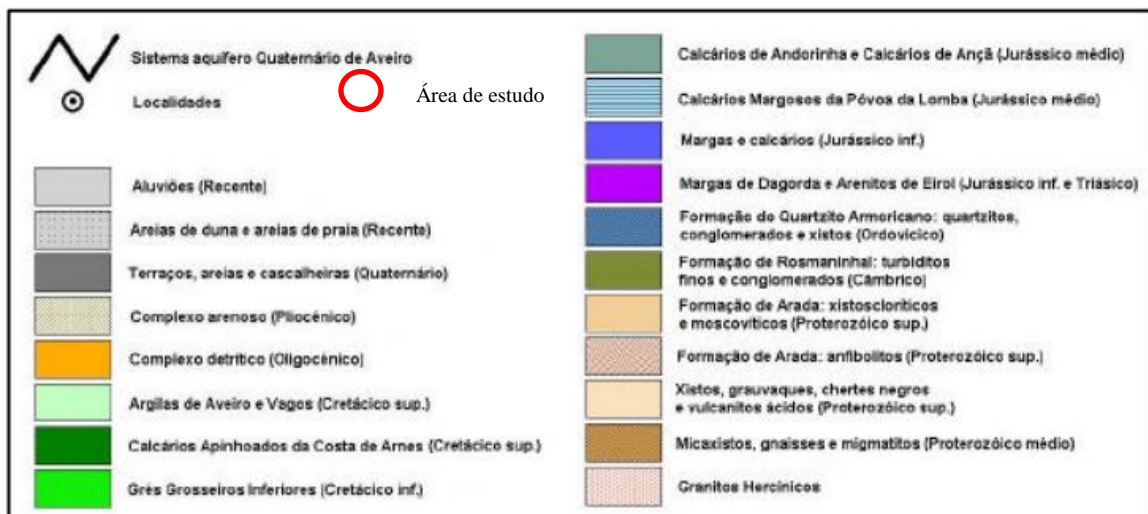 Sistema aquífero Quaternário de Aveiro
Localidades
Área de estudo
Aluviões (Recente)
Areias de duna e areias de praia (Recente)
Terraços, areias e cascalheiras (Quaternário)
Complexo arenoso (Pliocénico)
Complexo detrítico (Oligocénico)
Argilas de Aveiro e Vagos (Cretácico sup.)
Calcários Apinhoados da Costa de Arnes (Cretácico sup.)
Grés Grosseiros Inferiores (Cretácico inf.)
Calcários de Andorinha e Calcários de Ançã (Jurássico médio)
Calcários Margosos da Póvoa da Lomba (Jurássico médio)
Margas e calcários (Jurássico inf.)
Margas de Dagorda e Arenitos de Eirol (Jurássico inf. e Triásico)
Formação do Quartzito Armoricano: quartzitos,
conglomerados e xistos (Ordovícico)
Formação de Rosmaninhal: turbiditos
finos e conglomerados (Câmbrico)
Formação de Arada: xistoscloríticos
e moscovíticos (Proterozóico sup.)
Formação de Arada: anfibolitos (Proterozóico sup.)
Xistos, grauvaques, chertes negros
e vulcanitos ácidos (Proterozóico sup.)
Micaxistos, gnaisses e migmatitos (Proterozóico médio)
Granitos Hercínicos